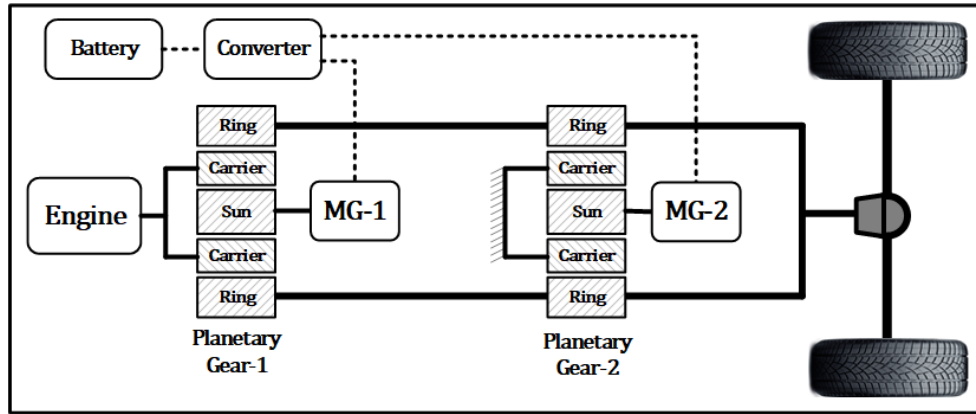 Battery
Converter
Ring
Ring
Carrier
Carrier
Engine
Sun
MG-1
Sun
MG-2
Carrier
Carrier
Ring
Ring
Planetary
Gear-1
Planetary
Gear-2